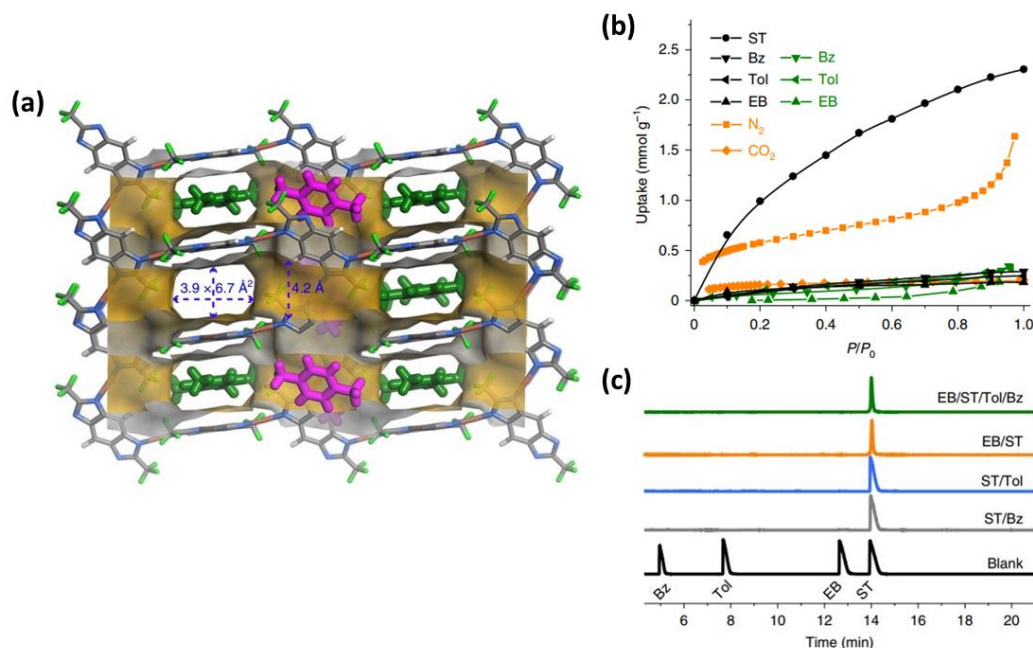 (a)
3.9 × 6.7 Å²
4.2 Å
(b)
ST
Bz Bz
Tol Tol
EB EB
N₂
CO₂
Uptake (mmol g⁻¹)
2.5
2.0
1.5
1.0
0.5
0
0 0.2 0.4 0.6 0.8 1.0
P/P₀
(c)
EB/ST/Tol/Bz
EB/ST
ST/Tol
ST/Bz
Blank
Bz Tol EB ST
6 8 10 12 14 16 18 20
Time (min)